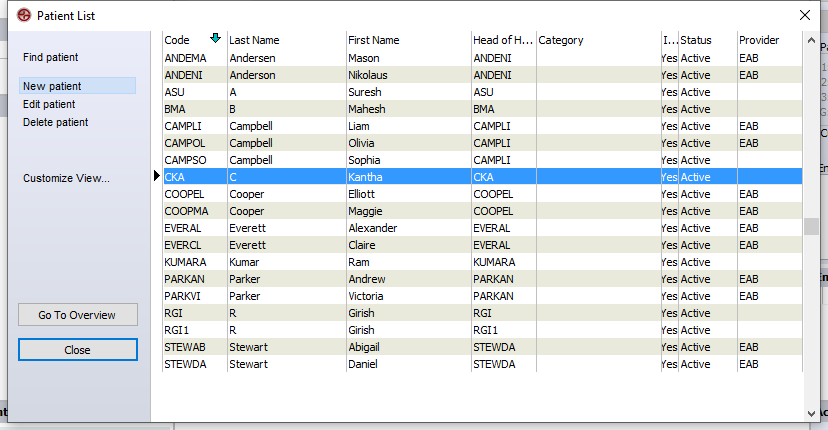 Patient List
Find patient
New patient
Edit patient
Delete patient
Customize View...
Go To Overview
Close
Code Last Name First Name Head of H... Category I... Status Provider
ANDEMA Andersen Mason ANDENI Yes Active EAB
ANDENI Anderson Nikolaus ANDENI Yes Active EAB
ASU A Suresh ASU Yes Active
BMA B Mahesh BMA Yes Active
CAMPLI Campbell Liam CAMPLI Yes Active EAB
CAMPOL Campbell Olivia CAMPLI Yes Active EAB
CAMPSO Campbell Sophia CAMPLI Yes Active
CKA C Kantha CKA Yes Active
COOPEL Cooper Elliott COOPEL Yes Active EAB
COOPMA Cooper Maggie COOPEL Yes Active EAB
EVERAL Everett Alexander EVERAL Yes Active EAB
EVERCL Everett Claire EVERAL Yes Active EAB
KUMARA Kumar Ram KUMARA Yes Active
PARKAN Parker Andrew PARKAN Yes Active EAB
PARKVI Parker Victoria PARKAN Yes Active EAB
RGI R Girish RGI Yes Active
RGI1 R Girish RGI1 Yes Active
STEWAB Stewart Abigail STEWDA Yes Active EAB
STEWDA Stewart Daniel STEWDA Yes Active EAB